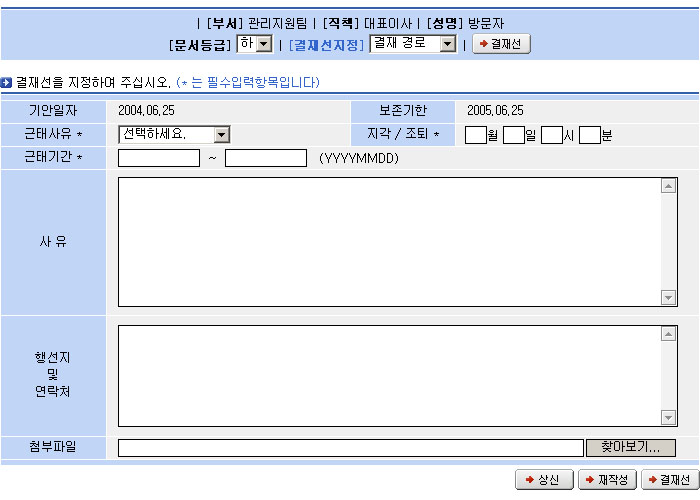 | [부서] 관리지원팀 | [직책] 대표이사 | [성명] 방문자
[문서등급] 하 | [결재선지정] 결재 경로 | 결재선
결재선을 지정하며 주십시오. (* 는 필수입력항목입니다)
기안일자 2004.06.25 보존기한 2005.06.25
근태사유 * 선택하세요. 지각 / 조퇴 * 월 일 시 분
근태기간 * ~ (YYYYMMDD)
사 유
행선지
및
연락처
첨부파일 찾아보기...
상신 재작성 결재선